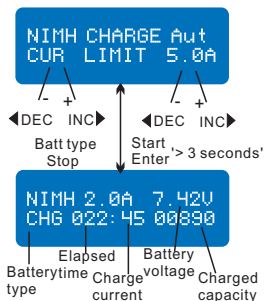 NIMH CHARGE Aut
CUR LIMIT 5.0A
- + - +
◀DEC INC▶ ◀DEC INC▶
Batt type
Stop
Start
Enter '> 3 seconds'
NIMH 2.0A 7.42V
CHG 022:45 00890
Battery type
Elapsed time
Charge current
Battery voltage
Charged capacity